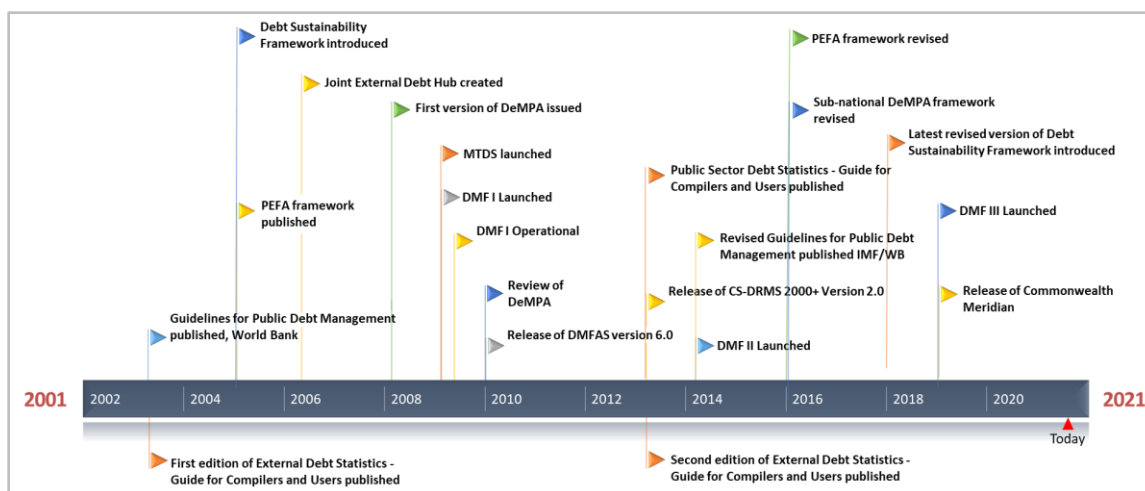 Debt Sustainability
Framework introduced
PEFA framework revised
Joint External Debt Hub created
First version of DeMPA issued
Sub-national DeMPA framework
revised
Latest revised version of Debt
Sustainability Framework introduced
MTDS launched
Public Sector Debt Statistics - Guide for
Compilers and Users published
DMF I Launched
PEFA framework
published
DMF III Launched
DMF I Operational
Revised Guidelines for Public Debt
Management published IMF/WB
Review of
DeMPA
Release of CS-DRMS 2000+ Version 2.0
Release of Commonwealth
Meridian
Guidelines for Public Debt Management
published, World Bank
Release of DMFAS version 6.0
DMF II Launched
2001
2002
2004
2006
2008
2010
2012
2014
2016
2018
2020
2021
Today
First edition of External Debt Statistics -
Guide for Compilers and Users published
Second edition of External Debt Statistics -
Guide for Compilers and Users published